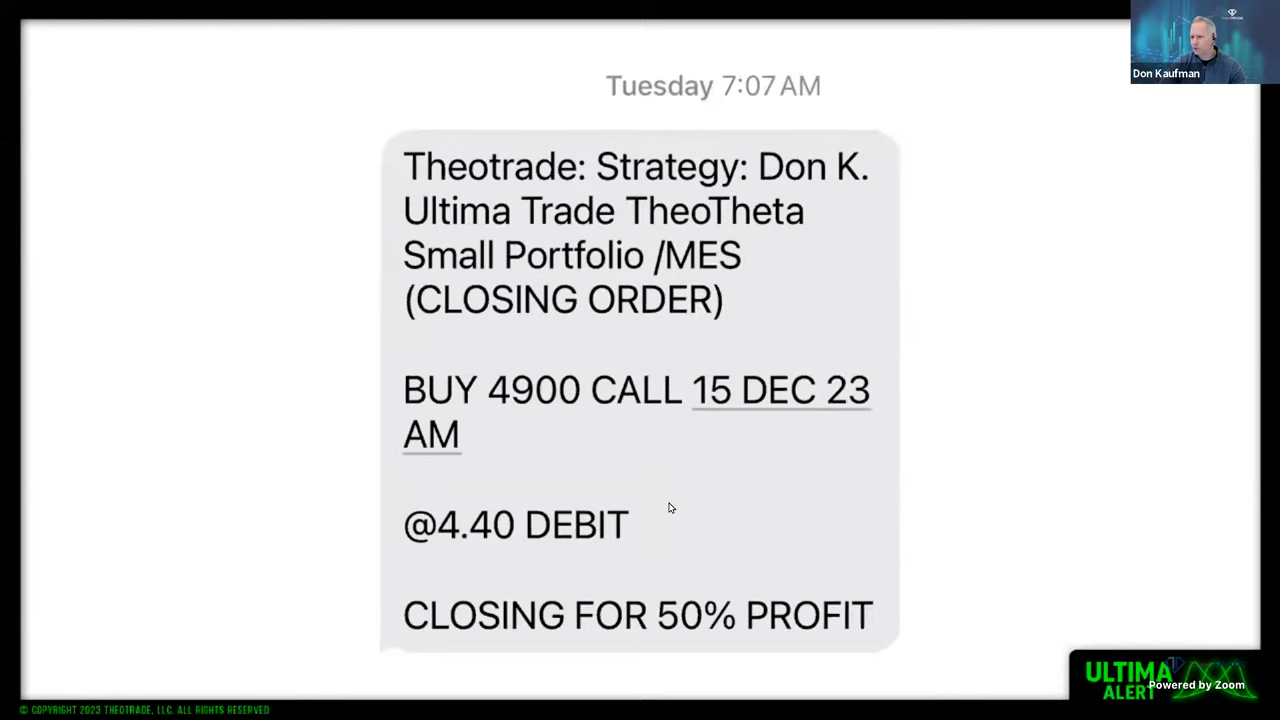 THEOTRADE
Don Kaufman
Tuesday 7:07 AM
Theotrade: Strategy: Don K.
Ultima Trade TheoTheta
Small Portfolio /MES
(CLOSING ORDER)
BUY 4900 CALL 15 DEC 23
AM
@4.40 DEBIT
CLOSING FOR 50% PROFIT
ULTIMA
ALERT
Powered by Zoom
© COPYRIGHT 2023 THEOTRADE, LLC. ALL RIGHTS RESERVED